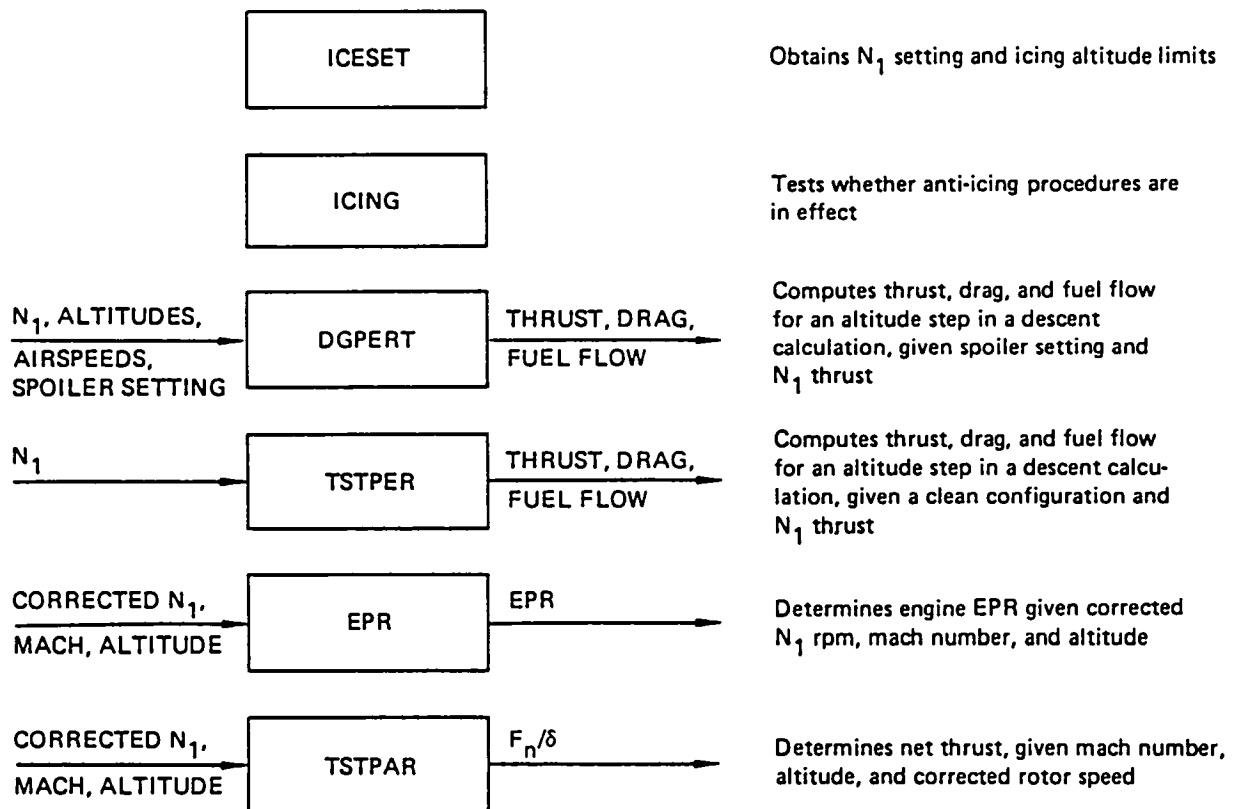 ICESET
Obtains N1 setting and icing altitude limits
ICING
Tests whether anti-icing procedures are
in effect
N1, ALTITUDES,
AIRSPEEDS,
SPOILER SETTING
DGPERT
THRUST, DRAG,
FUEL FLOW
Computes thrust, drag, and fuel flow
for an altitude step in a descent
calculation, given spoiler setting and
N1 thrust
N1
TSTPER
THRUST, DRAG,
FUEL FLOW
Computes thrust, drag, and fuel flow
for an altitude step in a descent calcu-
lation, given a clean configuration and
N1 thrust
CORRECTED N1,
MACH, ALTITUDE
EPR
EPR
Determines engine EPR given corrected
N1 rpm, mach number, and altitude
CORRECTED N1,
MACH, ALTITUDE
TSTPAR
Fn/δ
Determines net thrust, given mach number,
altitude, and corrected rotor speed